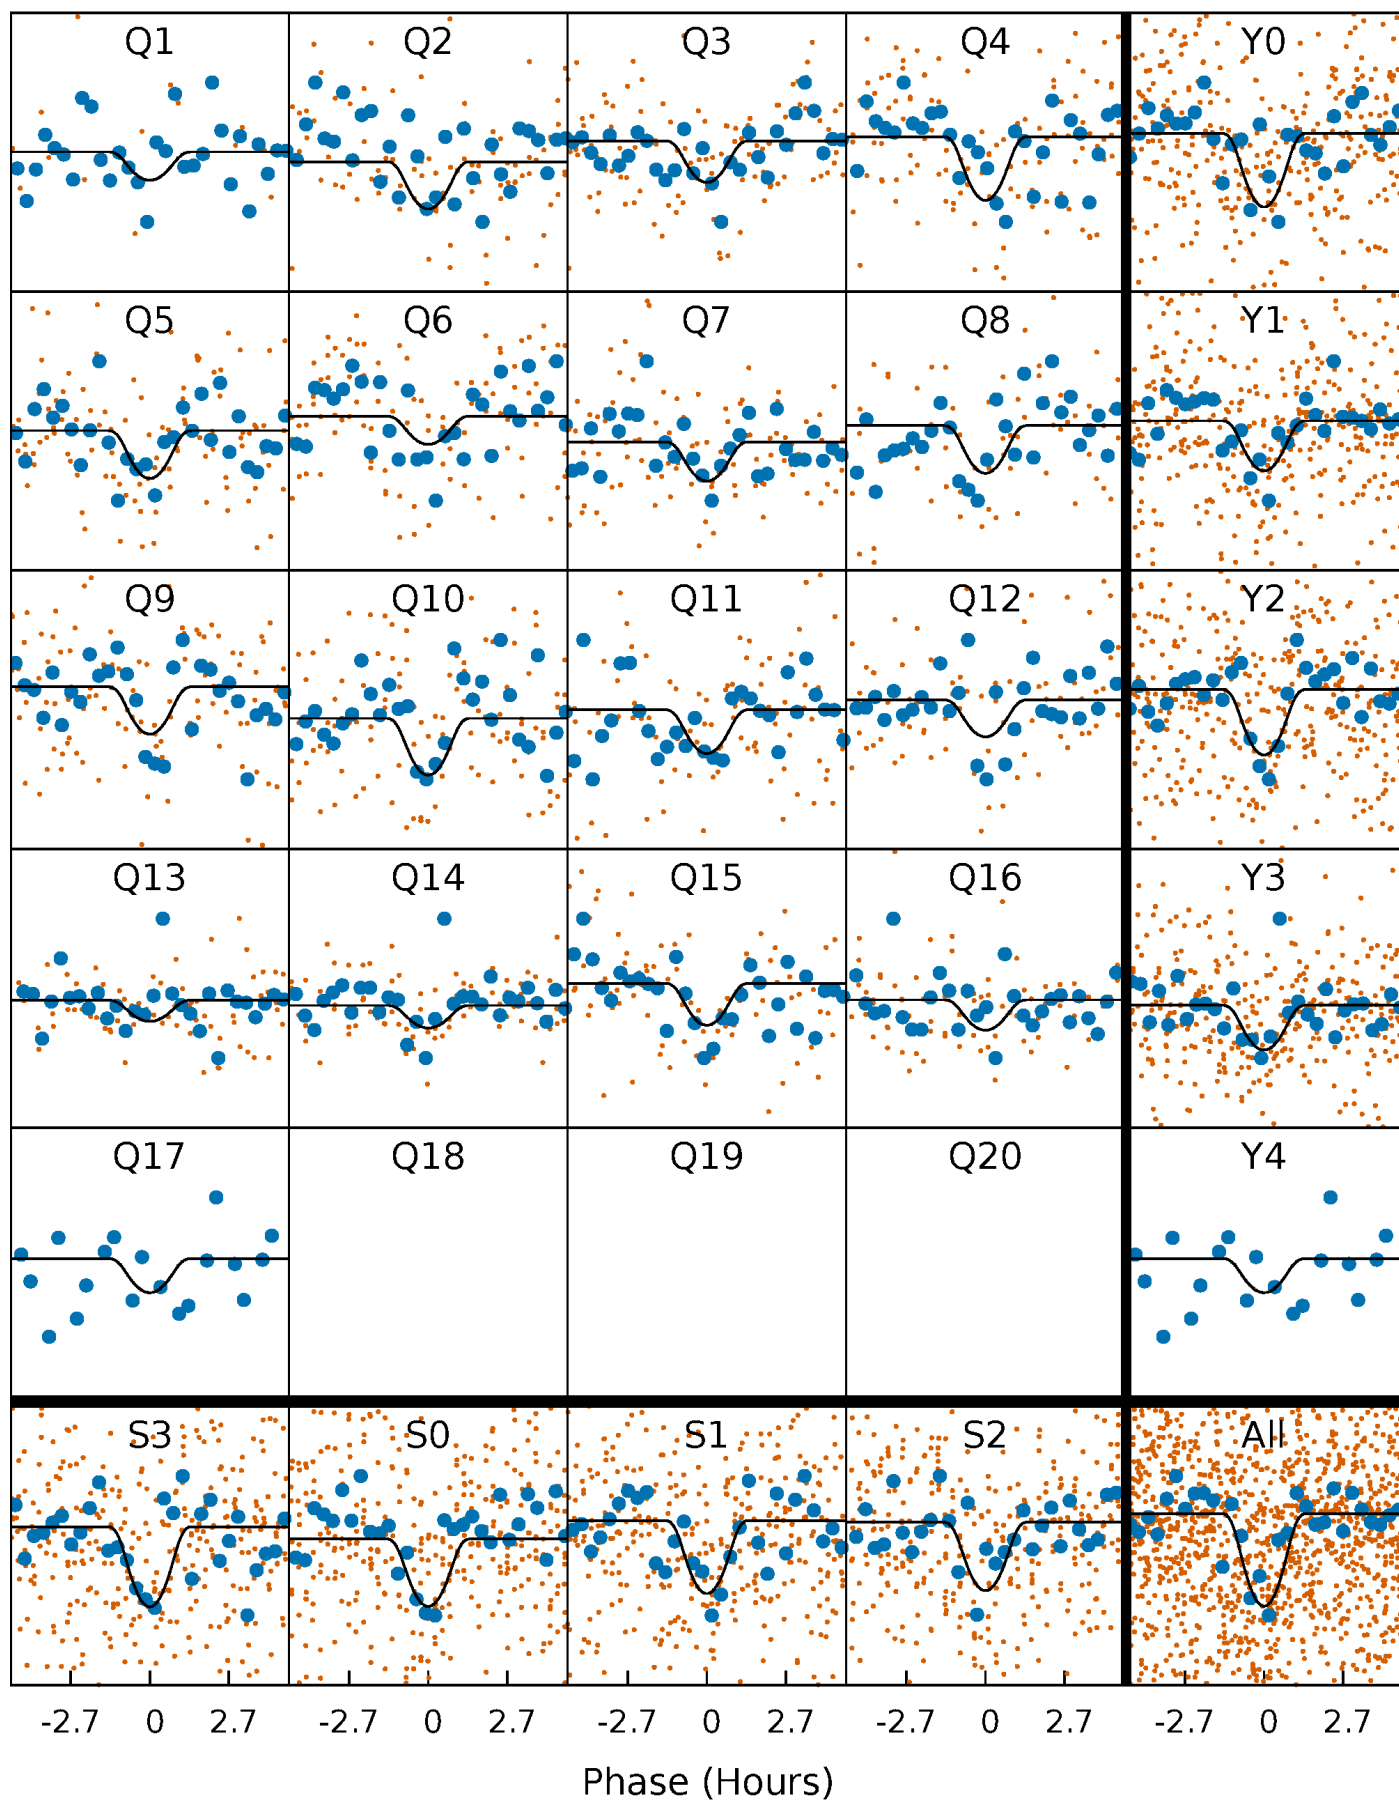 Q1 Q2 Q3 Q4 Y0
Q5 Q6 Q7 Q8 Y1
Q9 Q10 Q11 Q12 Y2
Q13 Q14 Q15 Q16 Y3
Q17 Q18 Q19 Q20 Y4
S3 S0 S1 S2 All
-2.7 0 2.7 -2.7 0 2.7 -2.7 0 2.7 -2.7 0 2.7 -2.7 0 2.7
Phase (Hours)